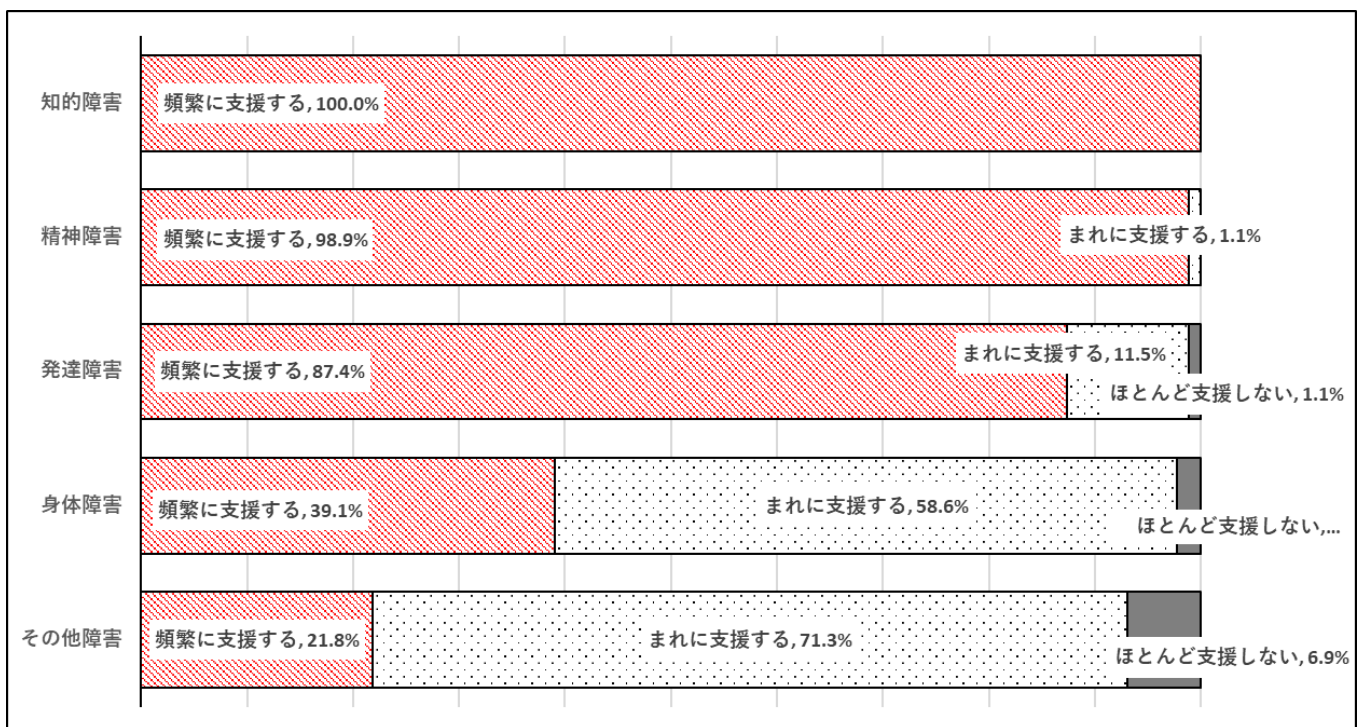 知的障害
頻繁に支援する, 100.0%
精神障害
頻繁に支援する, 98.9%
まれに支援する, 1.1%
発達障害
頻繁に支援する, 87.4%
まれに支援する, 11.5%
ほとんど支援しない, 1.1%
身体障害
頻繁に支援する, 39.1%
まれに支援する, 58.6%
ほとんど支援しない,...
その他障害
頻繁に支援する, 21.8%
まれに支援する, 71.3%
ほとんど支援しない, 6.9%